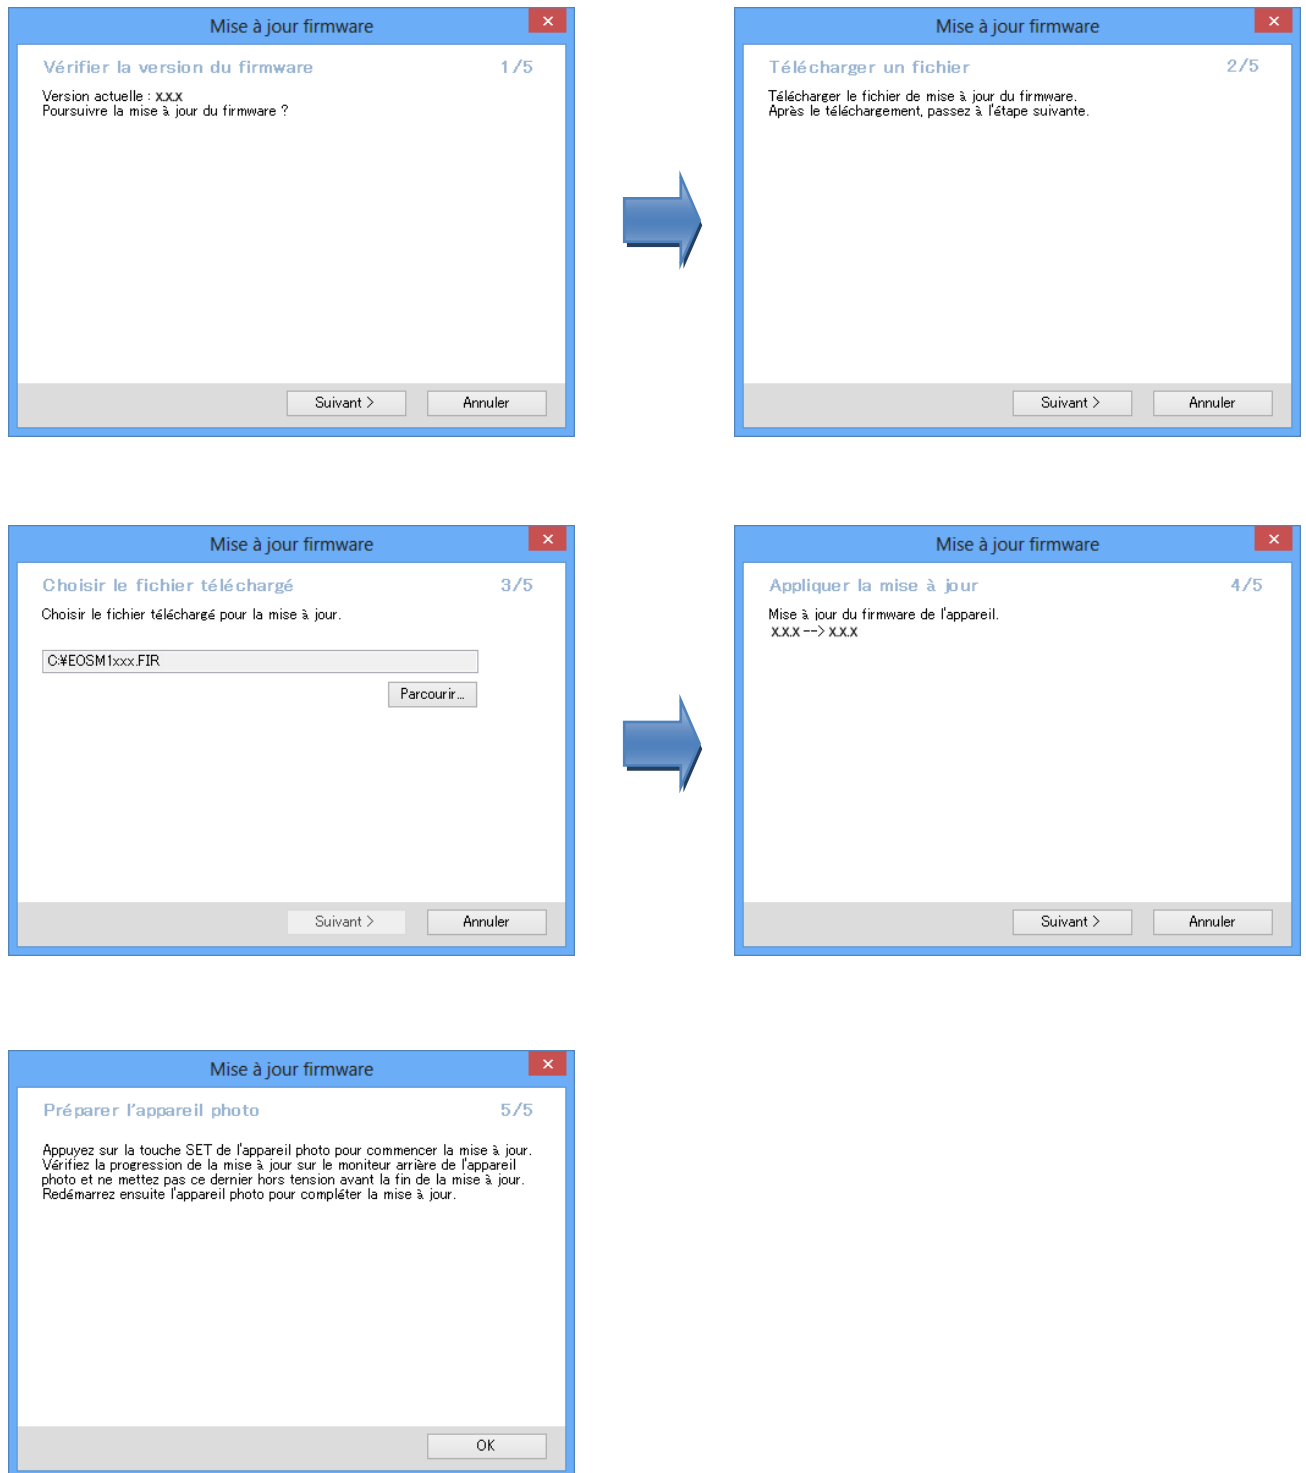 Mise à jour firmware
Vérifier la version du firmware 1/5
Version actuelle : X.X.X
Poursuivre la mise à jour du firmware ?
Suivant > Annuler
Mise à jour firmware
Télécharger un fichier 2/5
Télécharger le fichier de mise à jour du firmware.
Après le téléchargement, passez à l'étape suivante.
Suivant > Annuler
Mise à jour firmware
Choisir le fichier téléchargé 3/5
Choisir le fichier téléchargé pour la mise à jour.
C:¥EOSM1xxx.FIR
Parcourir...
Suivant > Annuler
Mise à jour firmware
Appliquer la mise à jour 4/5
Mise à jour du firmware de l'appareil.
X.X.X --> X.X.X
Suivant > Annuler
Mise à jour firmware
Préparer l'appareil photo 5/5
Appuyez sur la touche SET de l'appareil photo pour commencer la mise à jour.
Vérifiez la progression de la mise à jour sur le moniteur arrière de l'appareil
photo et ne mettez pas ce dernier hors tension avant la fin de la mise à jour.
Redémarrez ensuite l'appareil photo pour compléter la mise à jour.
OK